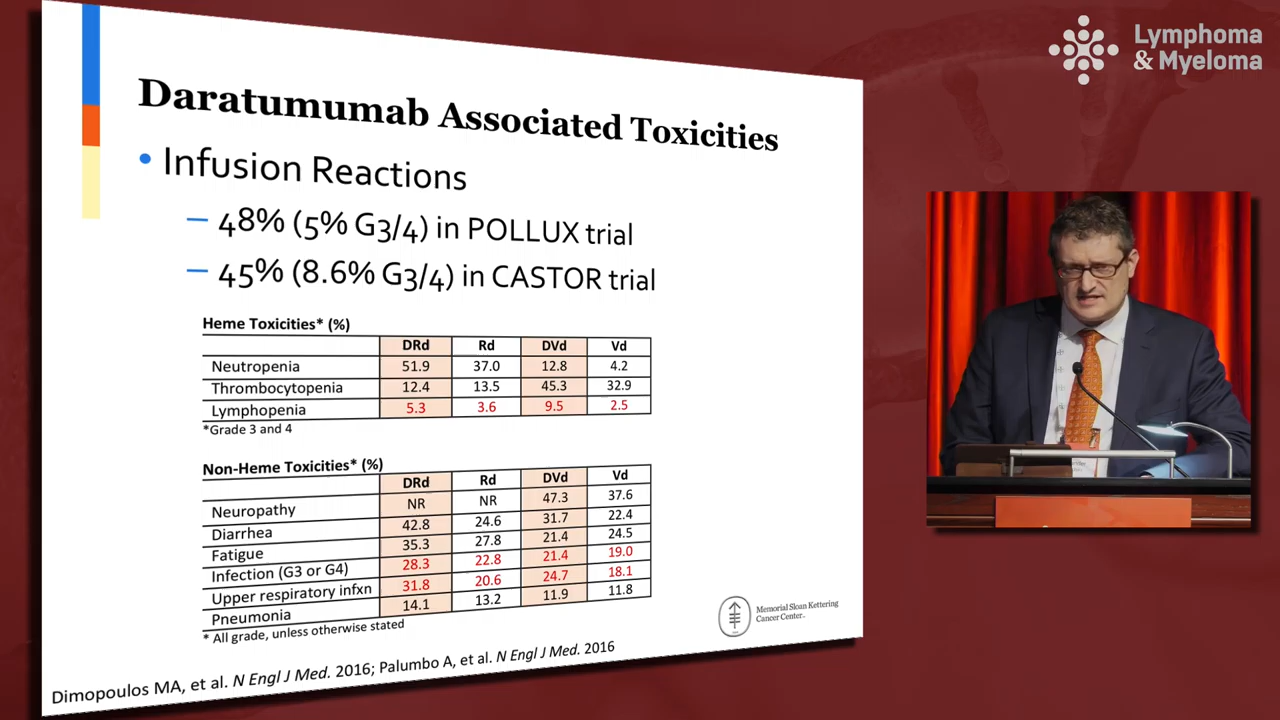 Lymphoma
& Myeloma
Daratumumab Associated Toxicities
• Infusion Reactions
– 48% (5% G3/4) in POLLUX trial
– 45% (8.6% G3/4) in CASTOR trial
Heme Toxicities* (%)
DRd Rd DVd Vd
Neutropenia 51.9 37.0 12.8 4.2
Thrombocytopenia 12.4 13.5 45.3 32.9
Lymphopenia 5.3 3.6 9.5 2.5
*Grade 3 and 4
Non-Heme Toxicities* (%)
DRd Rd DVd Vd
Neuropathy NR NR 47.3 37.6
Diarrhea 42.8 24.6 31.7 22.4
Fatigue 35.3 27.8 21.4 24.5
Infection (G3 or G4) 28.3 22.8 21.4 19.0
Upper respiratory infxn 31.8 20.6 24.7 18.1
Pneumonia 14.1 13.2 11.9 11.8
* All grade, unless otherwise stated
Memorial Sloan Kettering
Cancer Center.
Dimopoulos MA, et al. N Engl J Med. 2016; Palumbo A, et al. N Engl J Med. 2016